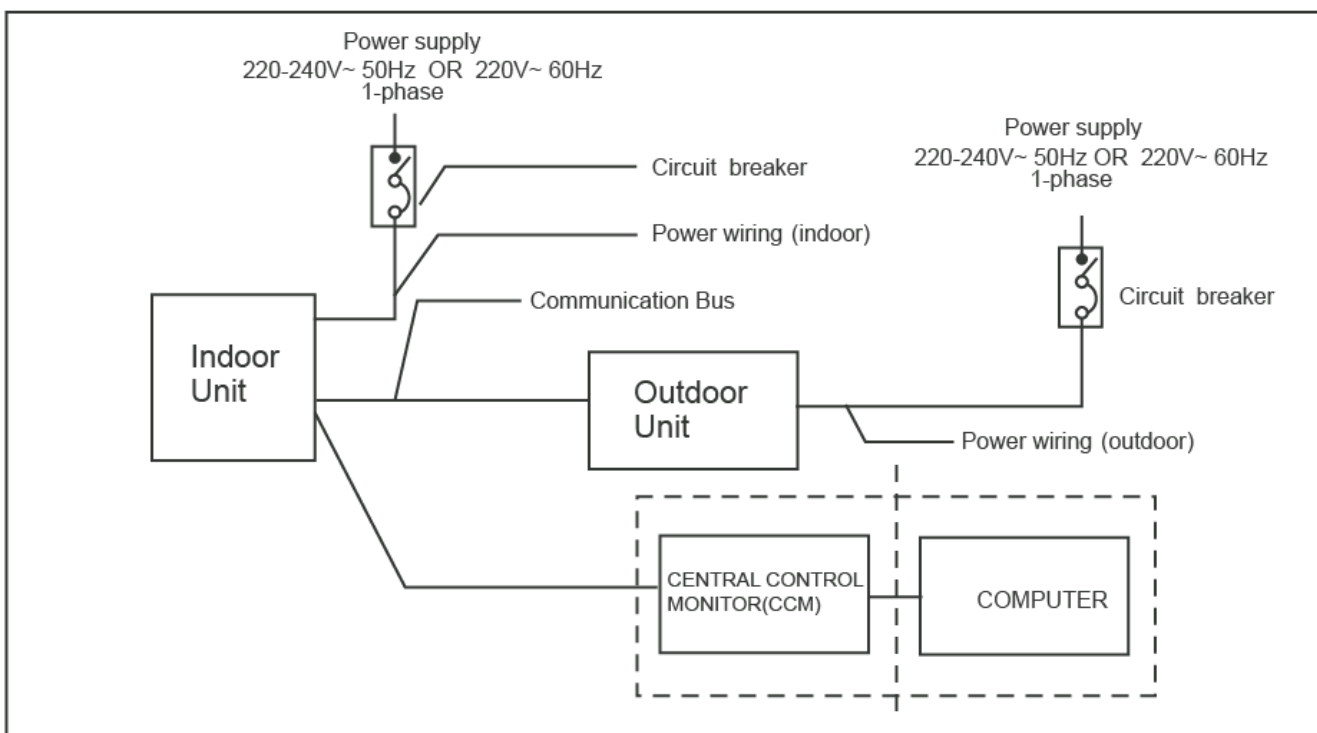 Power supply
220-240V~ 50Hz OR 220V~ 60Hz
1-phase
Circuit breaker
Power wiring (indoor)
Communication Bus
Indoor
Unit
Outdoor
Unit
Power supply
220-240V~ 50Hz OR 220V~ 60Hz
1-phase
Circuit breaker
Power wiring (outdoor)
CENTRAL CONTROL
MONITOR(CCM)
COMPUTER